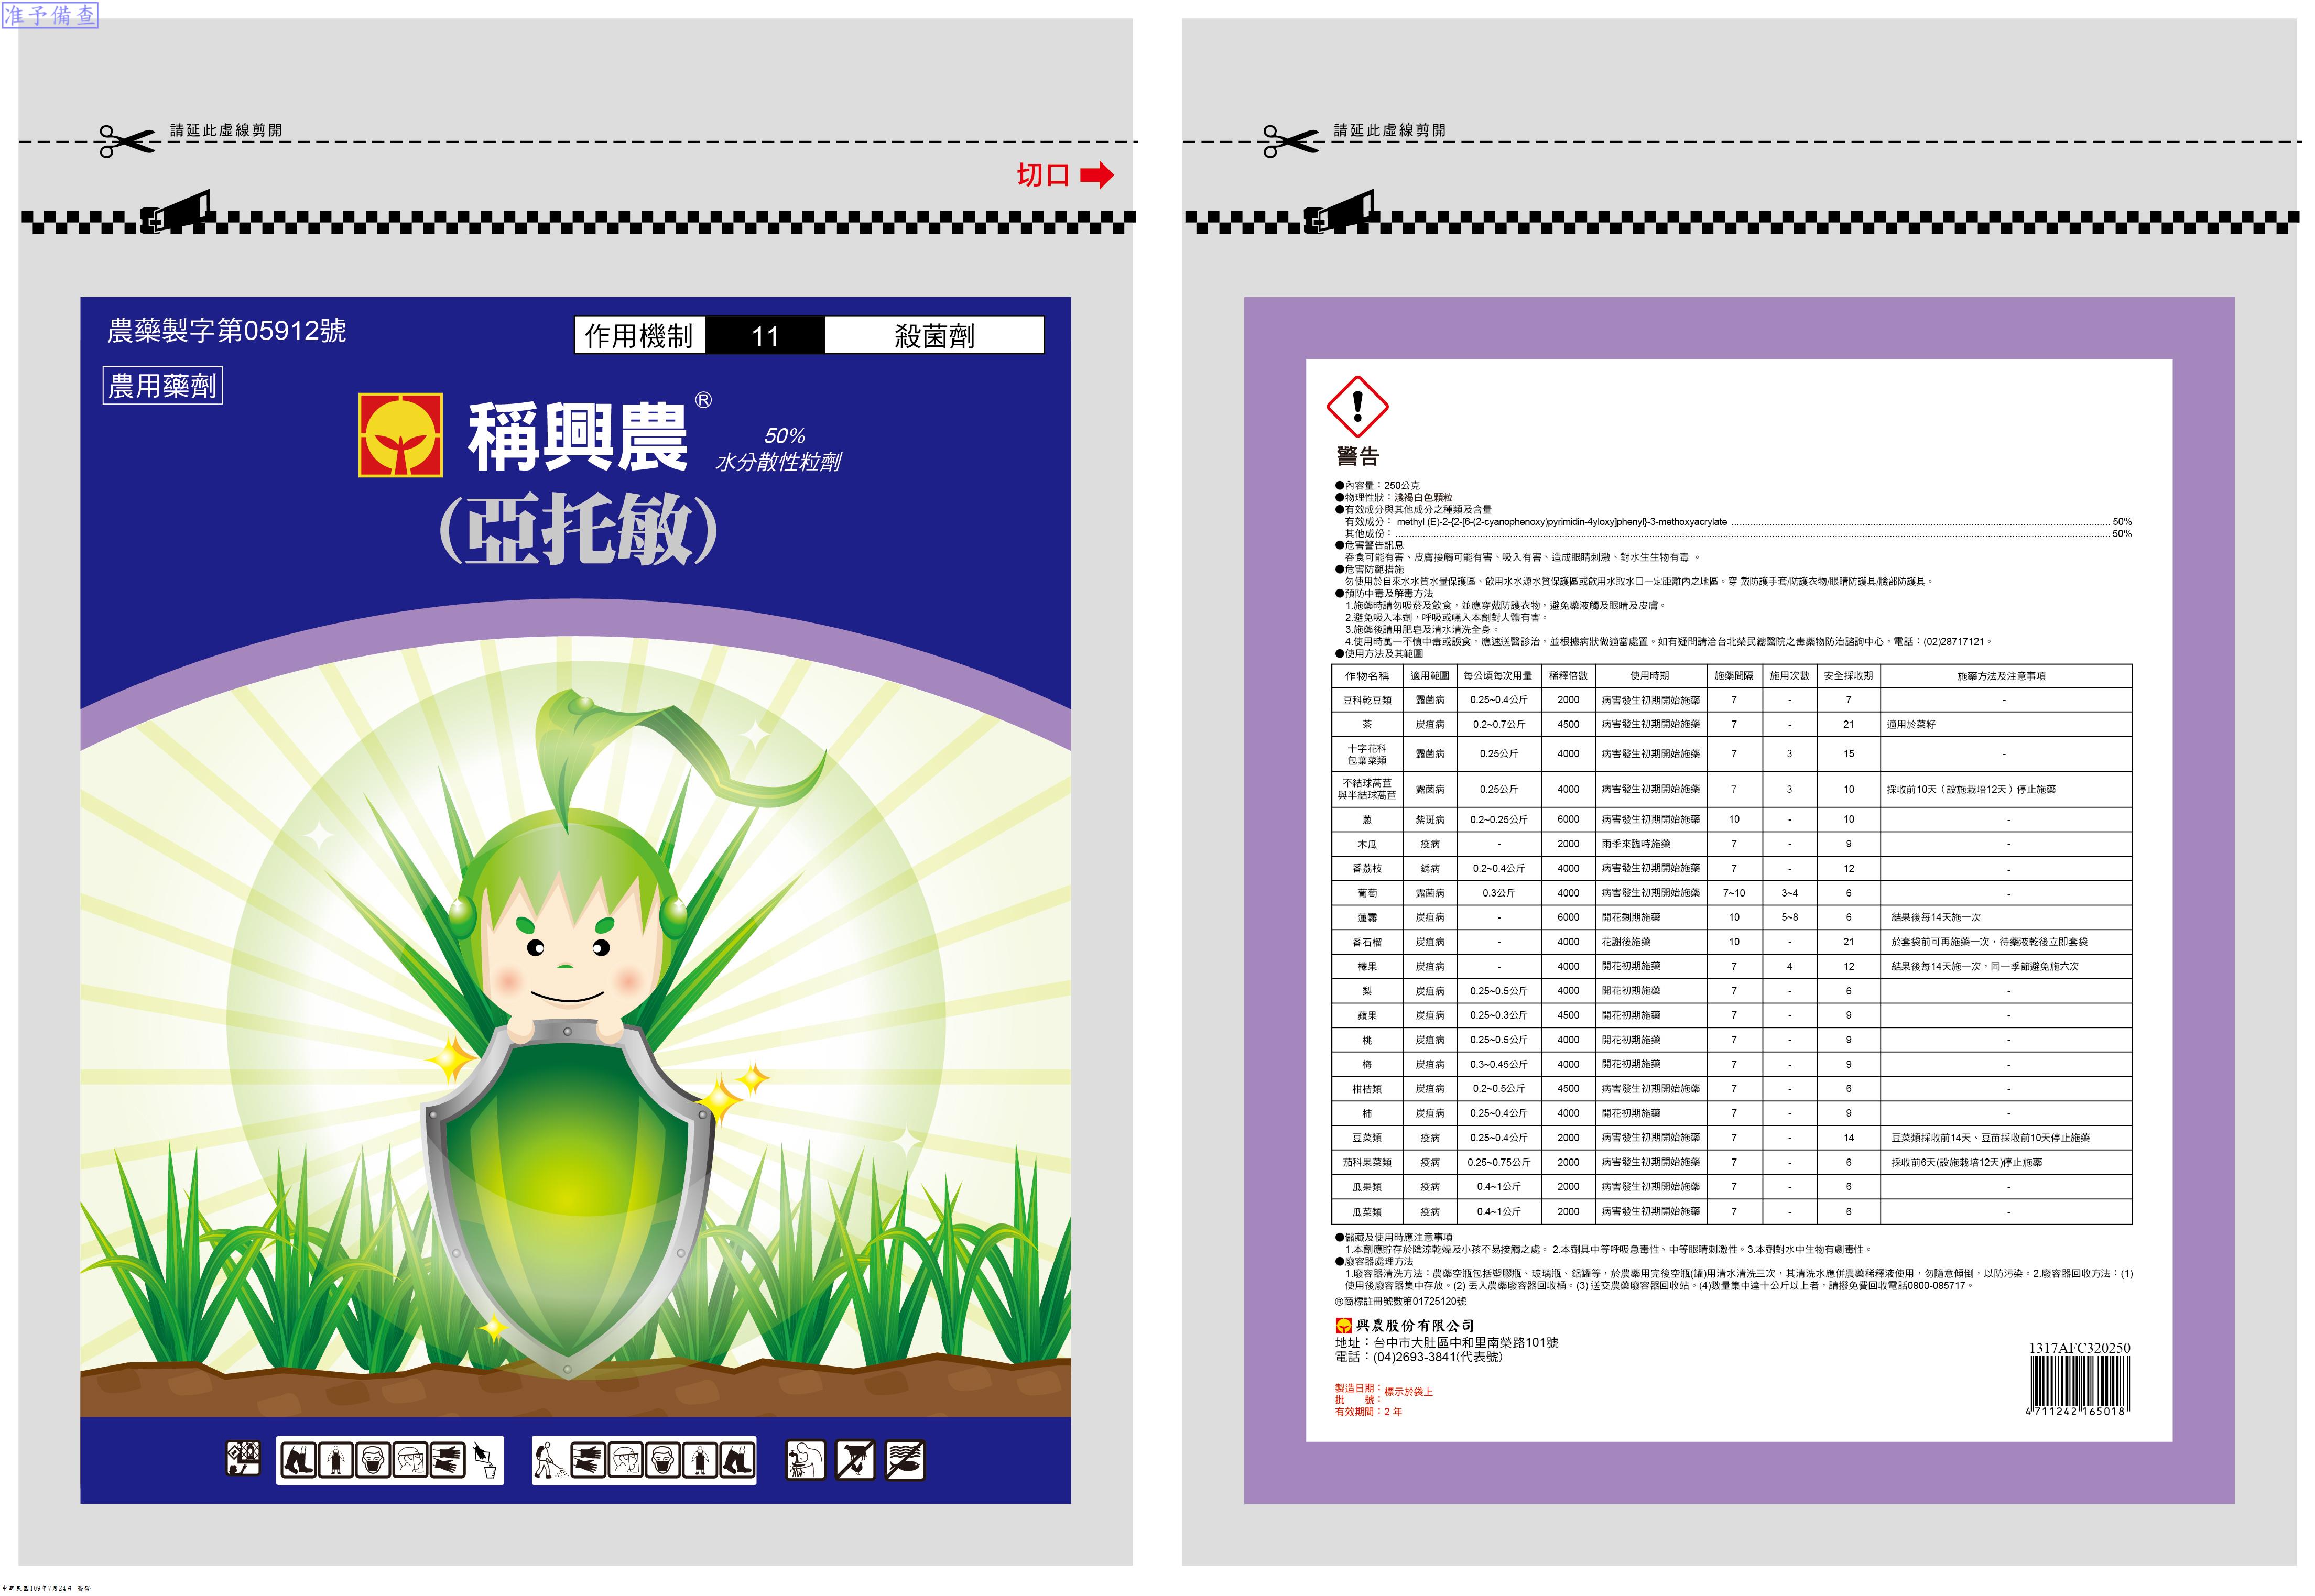 准予備查
請延此虛線剪開
切口
農藥製字第05912號
作用機制 11 殺菌劑
農用藥劑
稱興農®
50%
水分散性粒劑
(亞托敏)
請延此虛線剪開
警告
●內容量：250公克
●物理性狀：淺褐白色顆粒
●有效成分與其他成分之種類及含量
有效成分： methyl (E)-2-{2-[6-(2-cyanophenoxy)pyrimidin-4yloxy]phenyl}-3-methoxyacrylate 50%
其他成份： 50%
●危害警告訊息
吞食可能有害、皮膚接觸可能有害、吸入有害、造成眼睛刺激、對水生生物有毒 。
●危害防範措施
勿使用於自來水水質水量保護區、飲用水水源水質保護區或飲用水取水口一定距離內之地區。穿 戴防護手套/防護衣物/眼睛防護具/臉部防護具。
●預防中毒及解毒方法
1.施藥時請勿吸菸及飲食，並應穿戴防護衣物，避免藥液觸及眼睛及皮膚。
2.避免吸入本劑，呼吸或嚥入本劑對人體有害。
3.施藥後請用肥皂及清水清洗全身。
4.使用時萬一不慎中毒或誤食，應速送醫診治，並根據病狀做適當處置。如有疑問請洽台北榮民總醫院之毒藥物防治諮詢中心，電話：(02)28717121。
●使用方法及其範圍
作物名稱 適用範圍 每公頃每次用量 稀釋倍數 使用時期 施藥間隔 施用次數 安全採收期 施藥方法及注意事項
豆科乾豆類 露菌病 0.25~0.4公斤 2000 病害發生初期開始施藥 7 - 7 -
茶 炭疽病 0.2~0.7公斤 4500 病害發生初期開始施藥 7 - 21 適用於菜籽
十字花科
包葉菜類 露菌病 0.25公斤 4000 病害發生初期開始施藥 7 3 15 -
不結球萵苣
與半結球萵苣 露菌病 0.25公斤 4000 病害發生初期開始施藥 7 3 10 採收前10天（設施栽培12天）停止施藥
蔥 紫斑病 0.2~0.25公斤 6000 病害發生初期開始施藥 10 - 10 -
木瓜 疫病 - 2000 雨季來臨時施藥 7 - 9 -
番荔枝 銹病 0.2~0.4公斤 4000 病害發生初期開始施藥 7 - 12 -
葡萄 露菌病 0.3公斤 4000 病害發生初期開始施藥 7~10 3~4 6 -
蓮霧 炭疽病 - 6000 開花剩期施藥 10 5~8 6 結果後每14天施一次
番石榴 炭疽病 - 4000 花謝後施藥 10 - 21 於套袋前可再施藥一次，待藥液乾後立即套袋
檬果 炭疽病 - 4000 開花初期施藥 7 4 12 結果後每14天施一次，同一季節避免施六次
梨 炭疽病 0.25~0.5公斤 4000 開花初期施藥 7 - 6 -
蘋果 炭疽病 0.25~0.3公斤 4500 開花初期施藥 7 - 9 -
桃 炭疽病 0.25~0.5公斤 4000 開花初期施藥 7 - 9 -
梅 炭疽病 0.3~0.45公斤 4000 開花初期施藥 7 - 9 -
柑桔類 炭疽病 0.2~0.5公斤 4500 病害發生初期開始施藥 7 - 6 -
柿 炭疽病 0.25~0.4公斤 4000 開花初期施藥 7 - 9 -
豆菜類 疫病 0.25~0.4公斤 2000 病害發生初期開始施藥 7 - 14 豆菜類採收前14天、豆苗採收前10天停止施藥
茄科果菜類 疫病 0.25~0.75公斤 2000 病害發生初期開始施藥 7 - 6 採收前6天(設施栽培12天)停止施藥
瓜果類 疫病 0.4~1公斤 2000 病害發生初期開始施藥 7 - 6 -
瓜菜類 疫病 0.4~1公斤 2000 病害發生初期開始施藥 7 - 6 -
●儲藏及使用時應注意事項
1.本劑應貯存於陰涼乾燥及小孩不易接觸之處。 2.本劑具中等呼吸急毒性、中等眼睛刺激性。3.本劑對水中生物有劇毒性。
●廢容器處理方法
1.廢容器清洗方法：農藥空瓶包括塑膠瓶、玻璃瓶、鋁罐等，於農藥用完後空瓶(罐)用清水清洗三次，其清洗水應併農藥稀釋液使用，勿隨意傾倒，以防污染。2.廢容器回收方法：(1)
使用後廢容器集中存放。(2) 丟入農藥廢容器回收桶。(3) 送交農藥廢容器回收站。(4)數量集中達十公斤以上者，請撥免費回收電話0800-085717。
®商標註冊號數第01725120號
興農股份有限公司
地址：台中市大肚區中和里南榮路101號
電話：(04)2693-3841(代表號)
1317AFC320250
製造日期：標示於袋上
批 號：
有效期間：2 年
4711242165018
中華民國109年7月24日 簽發